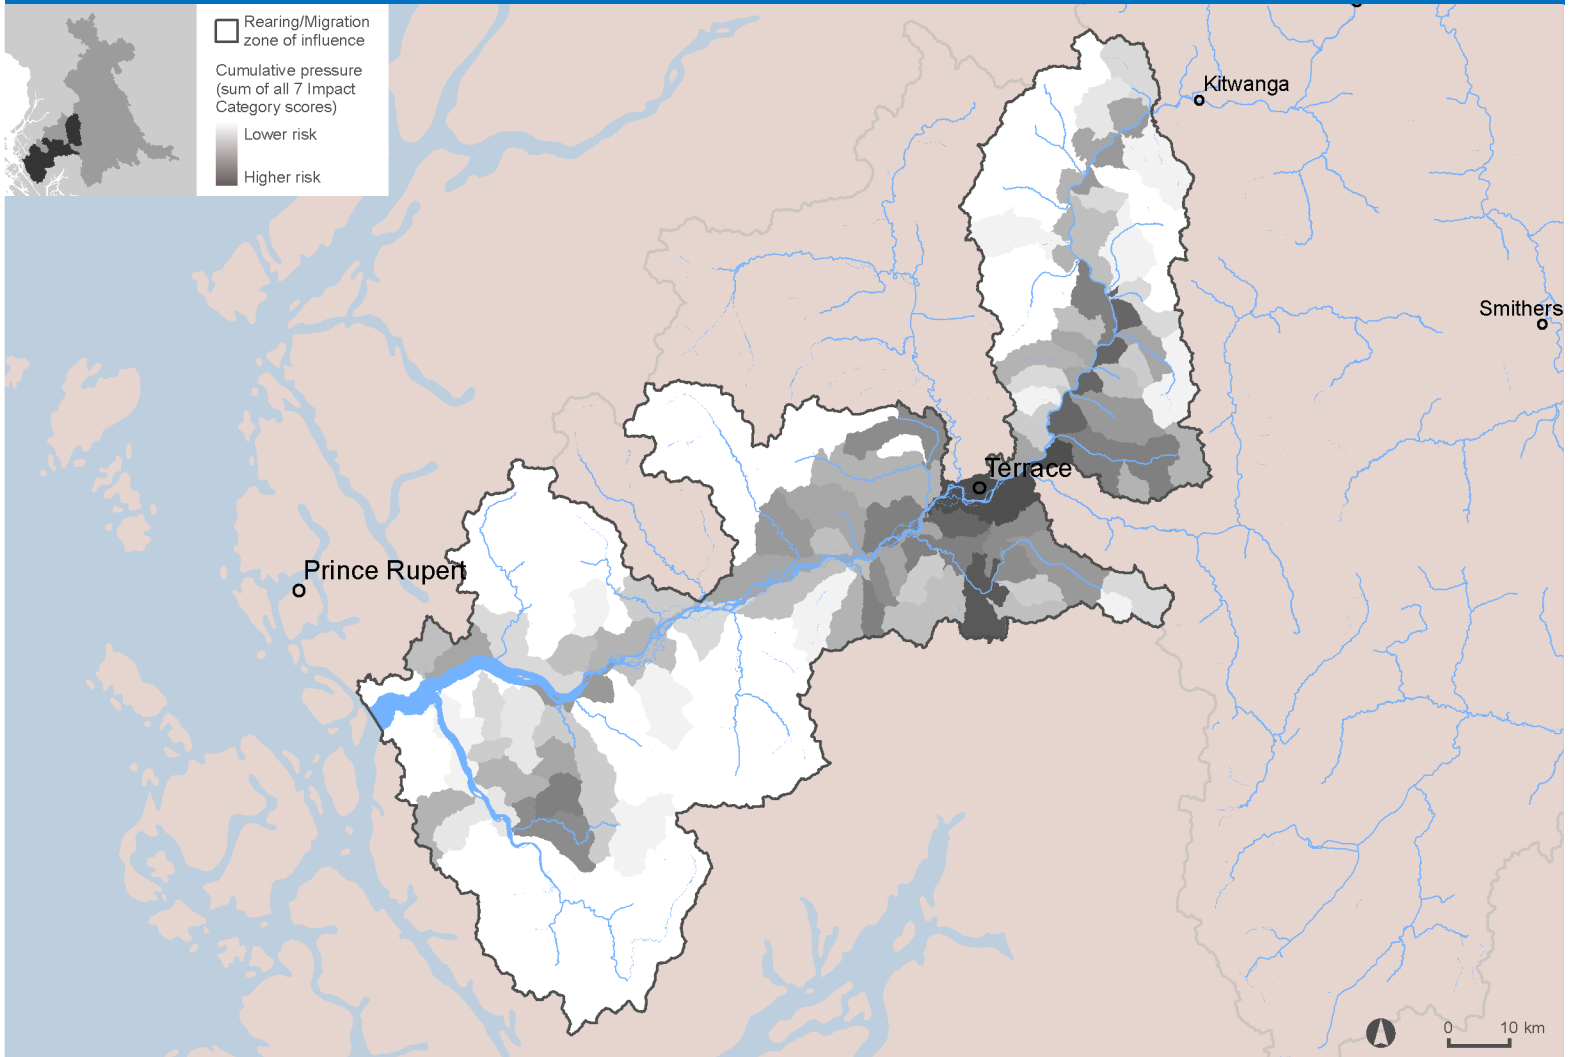 Rearing/Migration
zone of influence
Cumulative pressure
(sum of all 7 Impact
Category scores)
Lower risk
Higher risk
Kitwanga
Smithers
Terrace
Prince Rupert
0 10 km